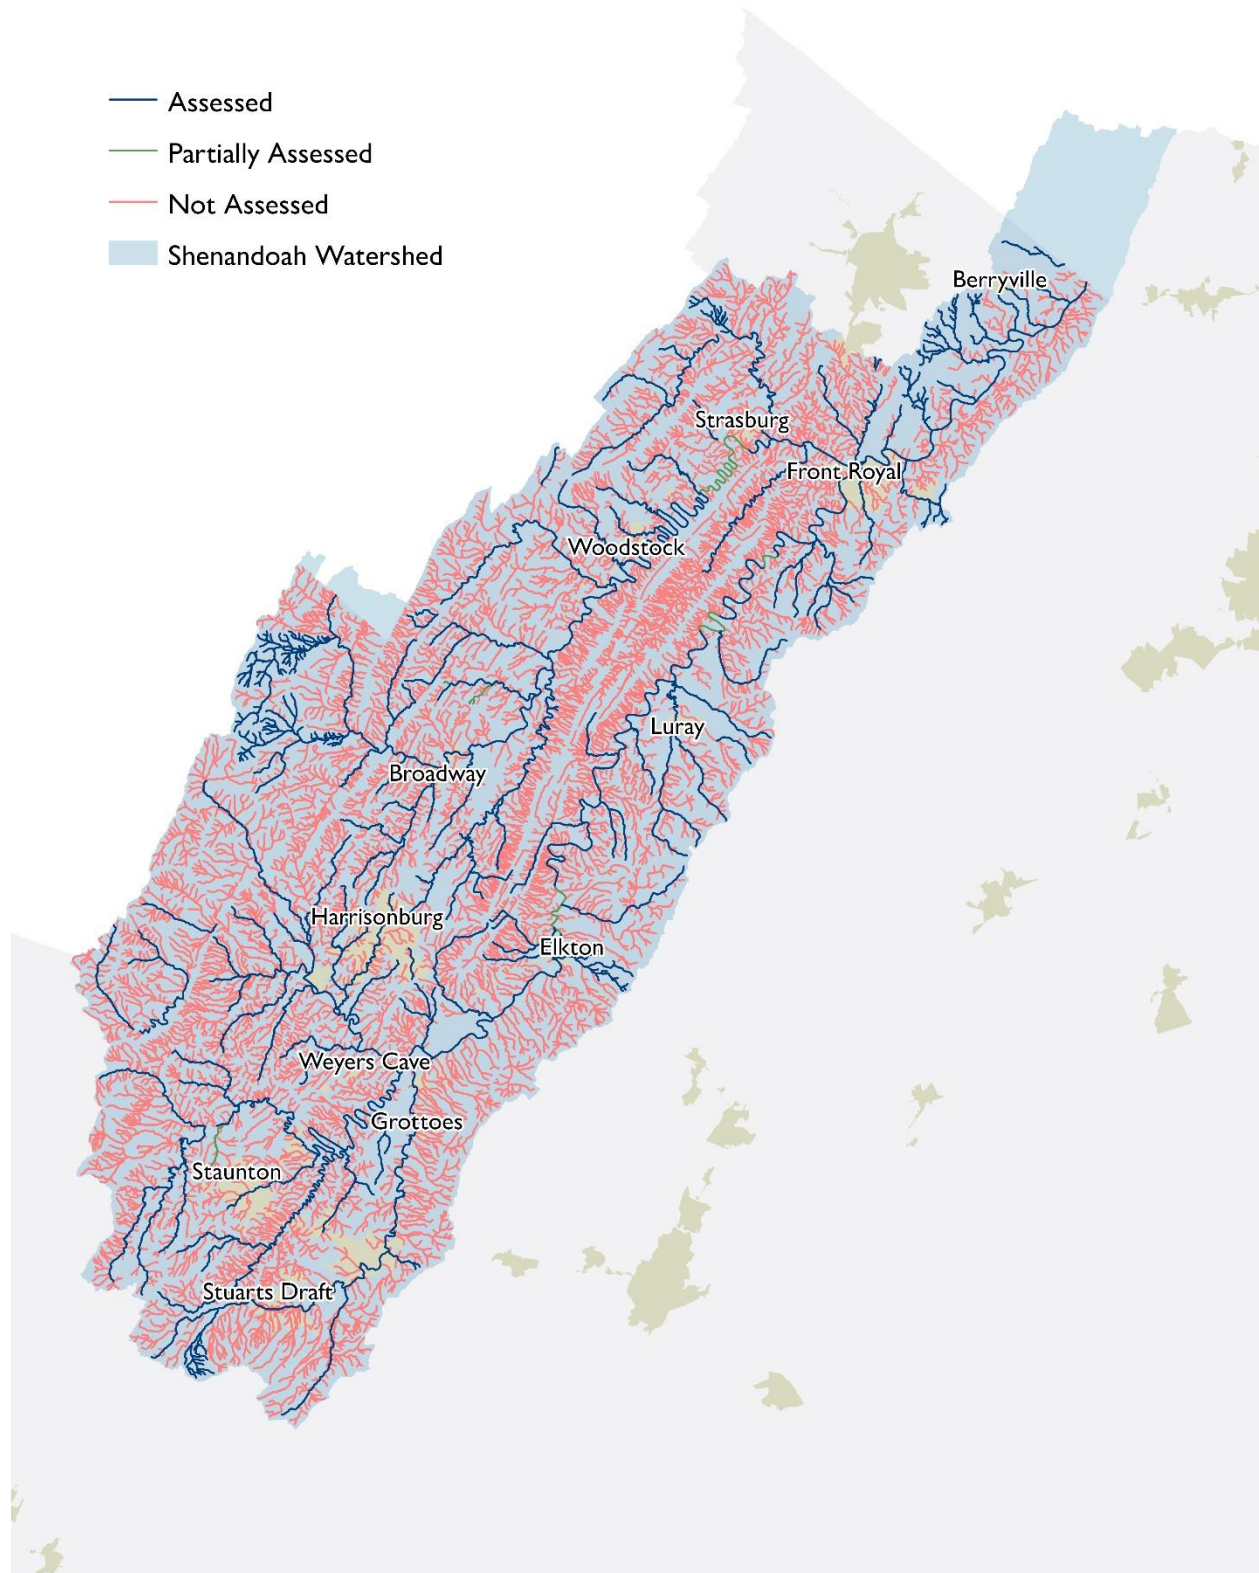 Assessed
Partially Assessed
Not Assessed
Shenandoah Watershed
Berryville
Strasburg
Front Royal
Woodstock
Luray
Broadway
Harrisonburg
Elkton
Weyers Cave
Grottoes
Staunton
Stuarts Draft